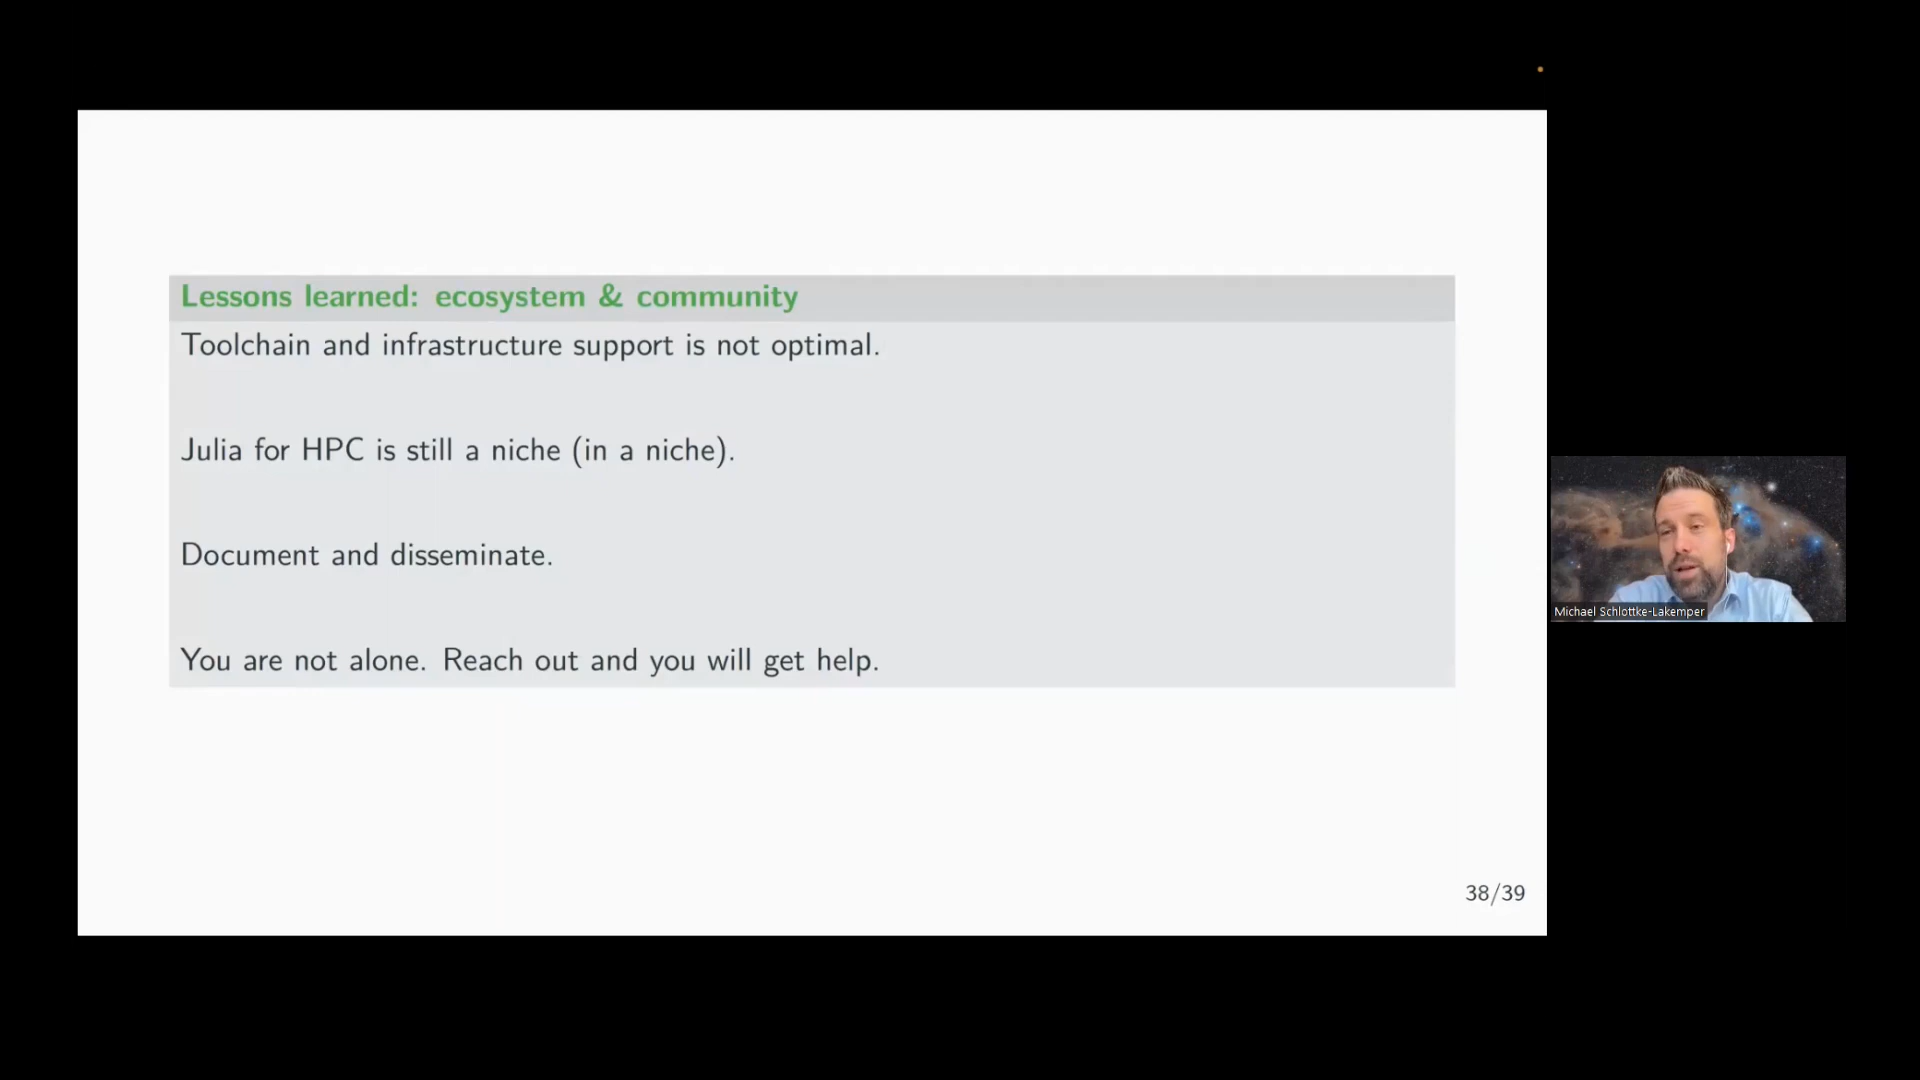 Lessons learned: ecosystem & community
Toolchain and infrastructure support is not optimal.
Julia for HPC is still a niche (in a niche).
Document and disseminate.
You are not alone. Reach out and you will get help.
Michael Schlottke-Lakemper
38/39